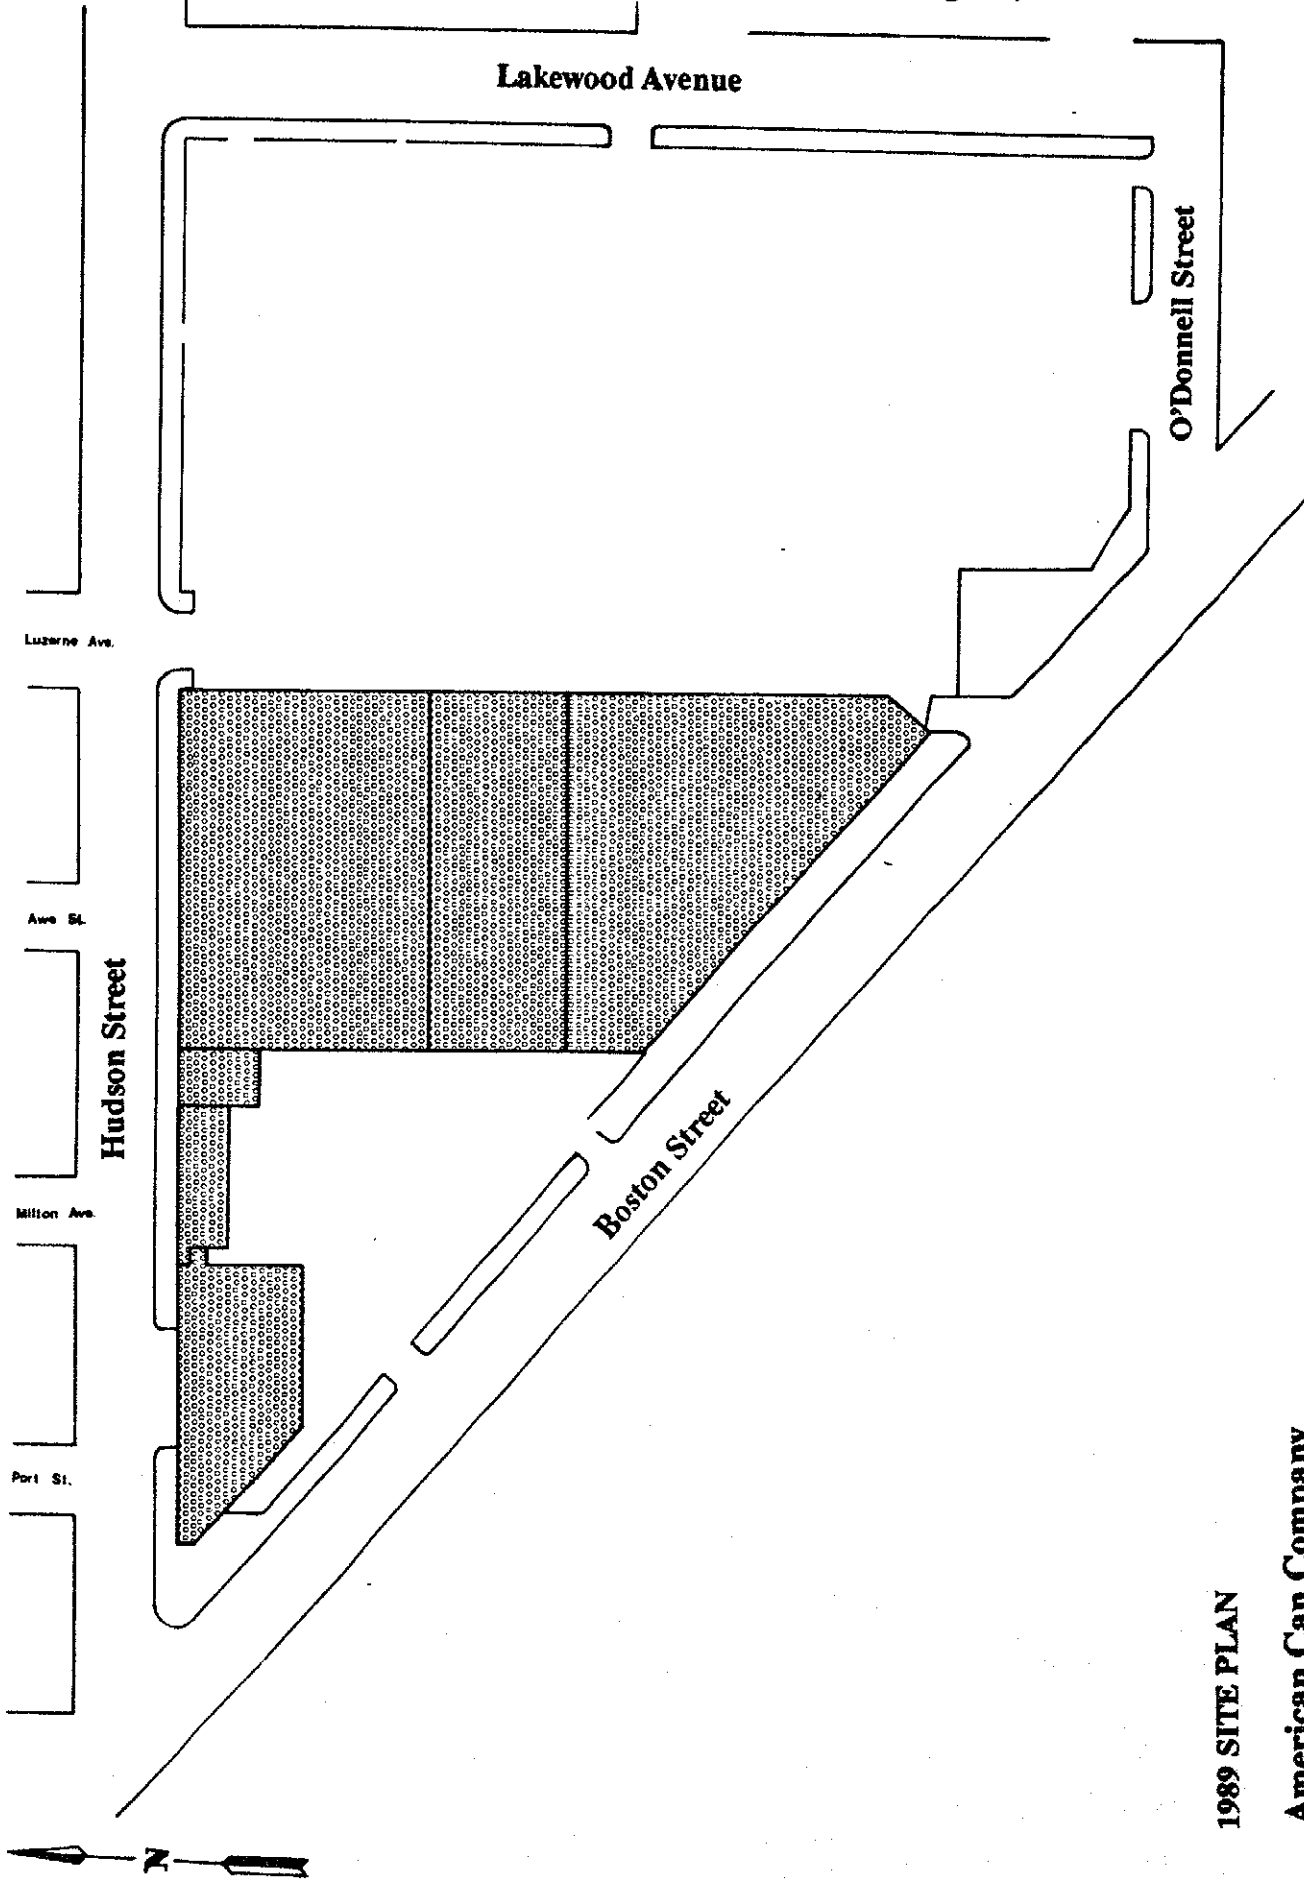 Lakewood Avenue
O'Donnell Street
Luzerne Ave.
Awe St.
Hudson Street
Milton Ave.
Boston Street
Port St.
N
1989 SITE PLAN
American Can Company